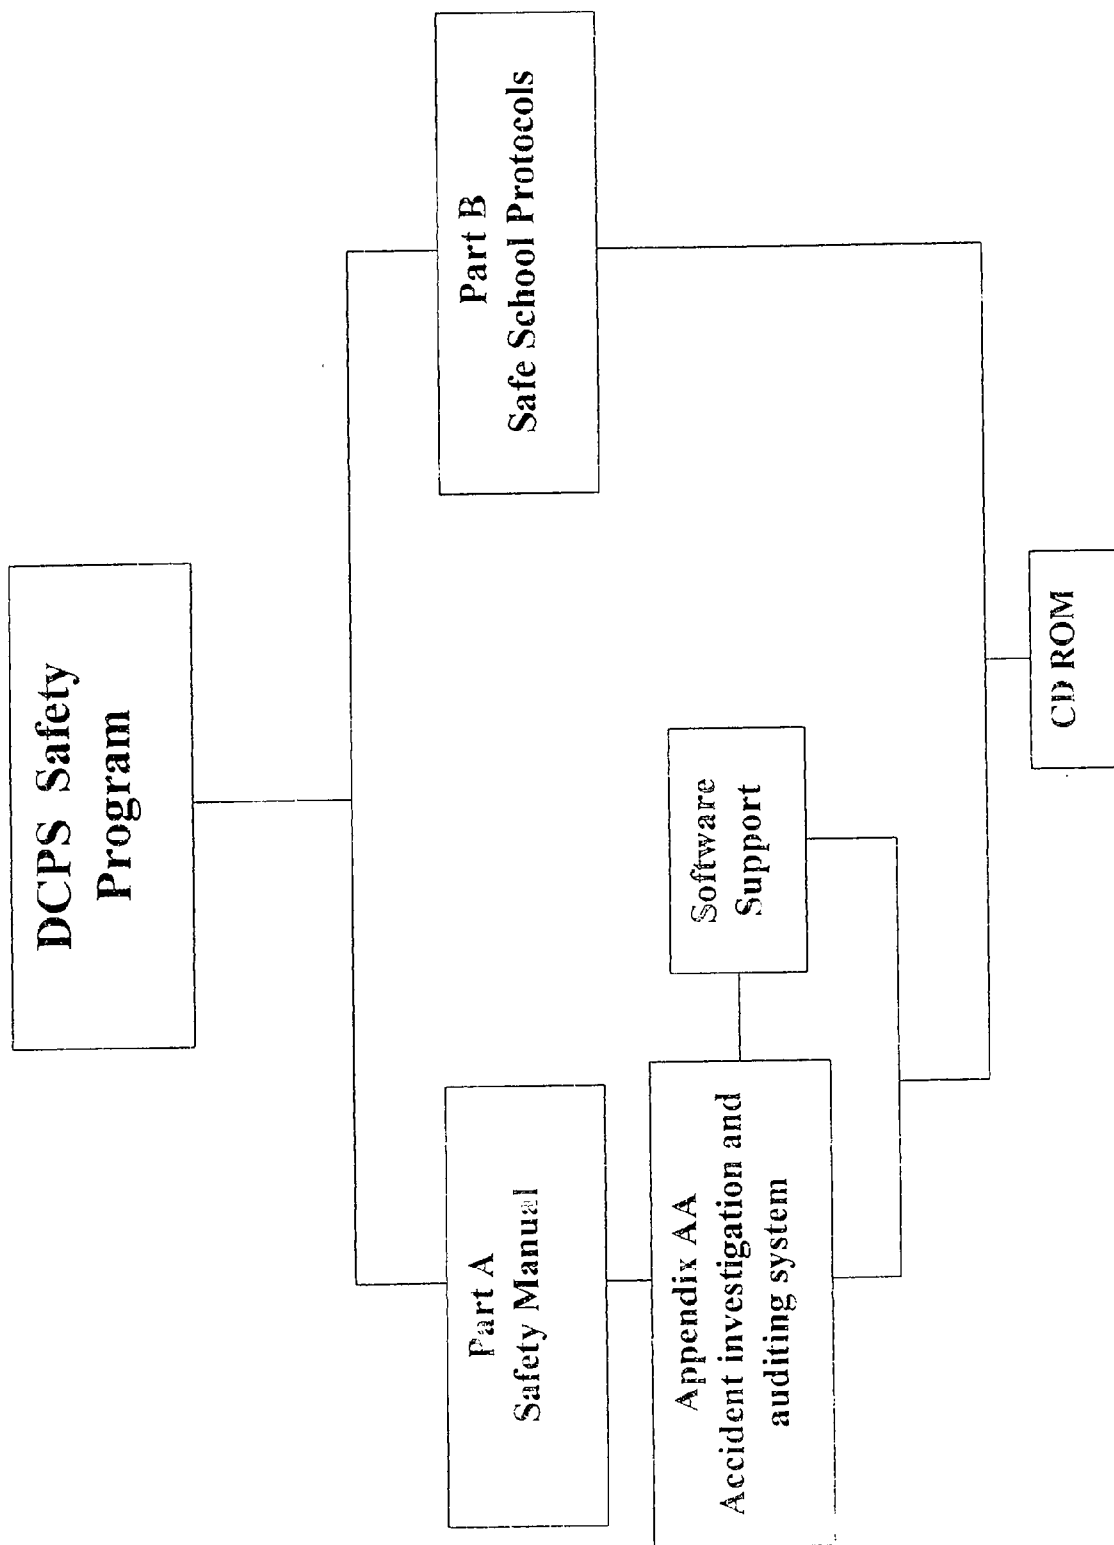 DCPS Safety
Program
Part A
Safety Manual
Part B
Safe School Protocols
Appendix AA
Accident investigation and
auditing system
Software
Support
CD ROM